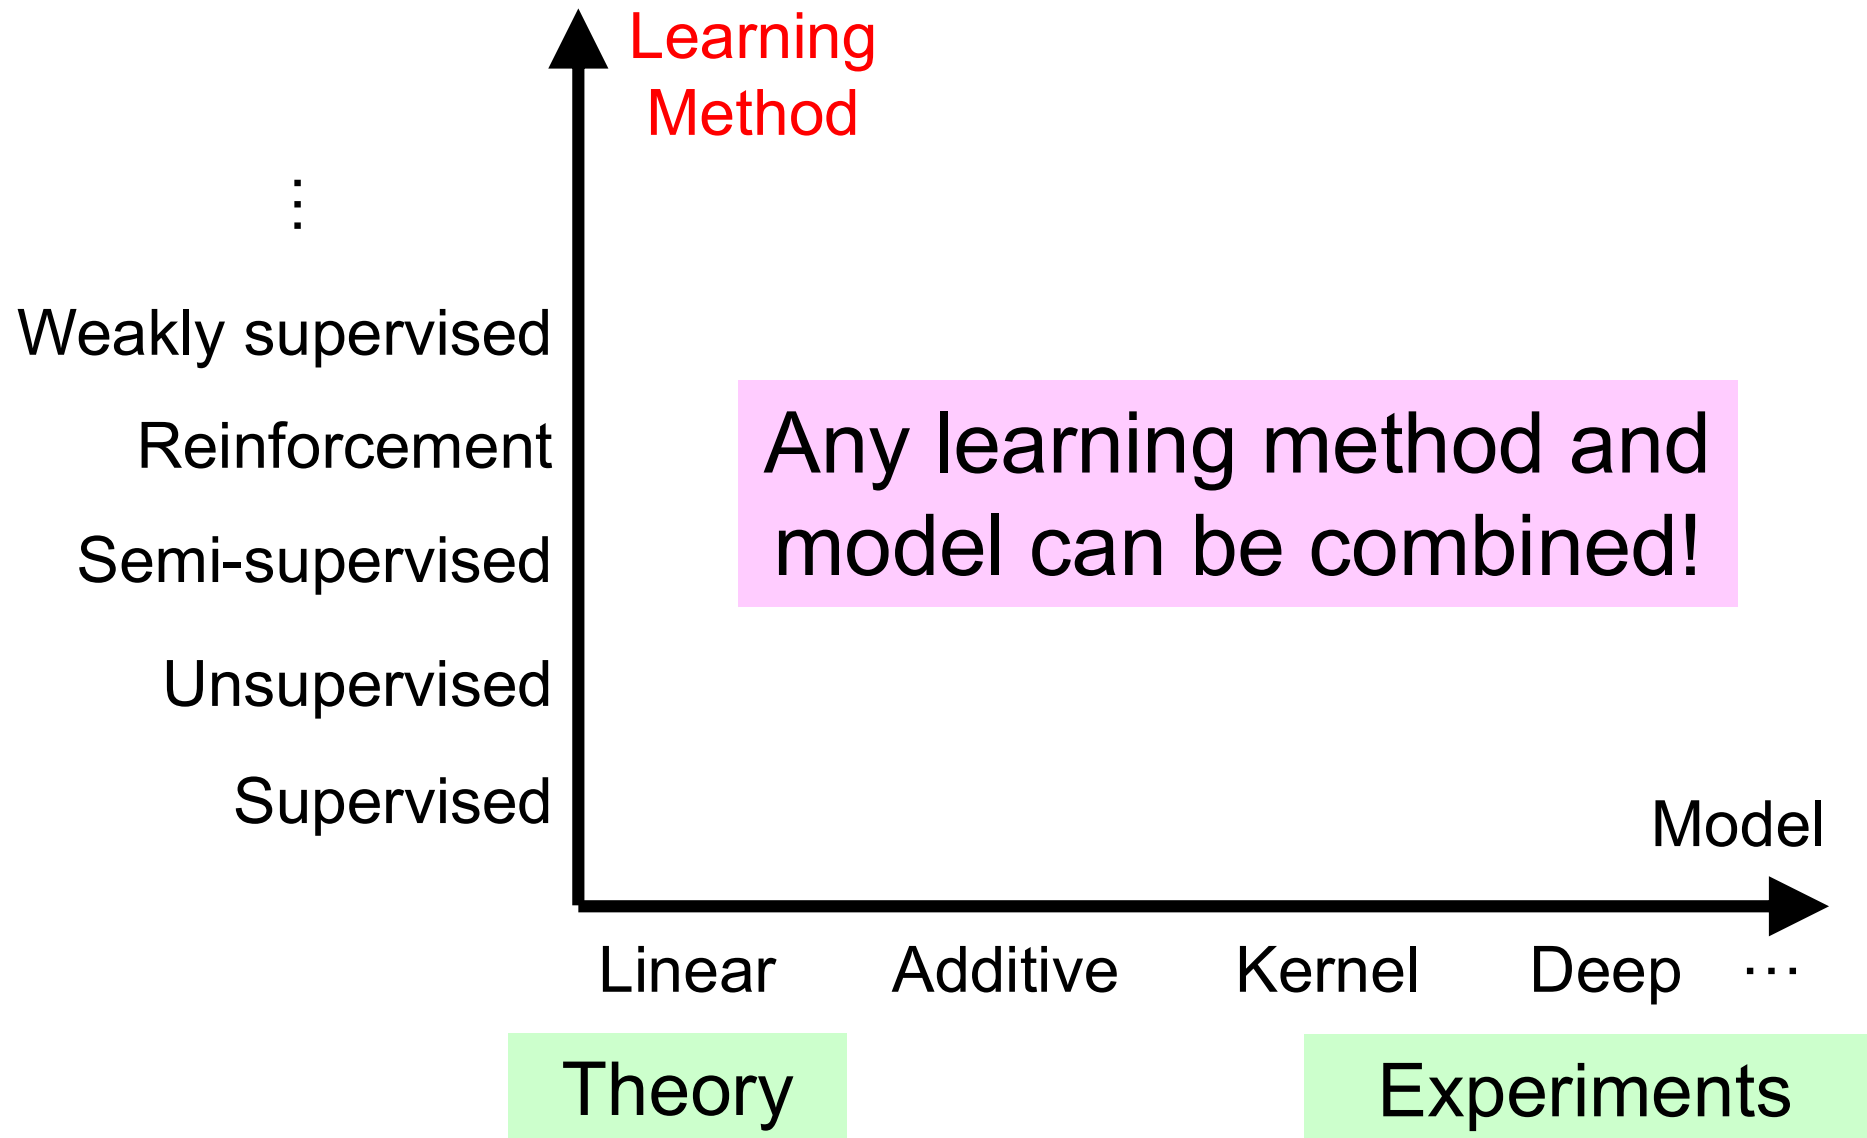 Learning
Method
⋮
Weakly supervised
Reinforcement
Semi-supervised
Unsupervised
Supervised
Any learning method and
model can be combined!
Model
Linear Additive Kernel Deep …
Theory
Experiments